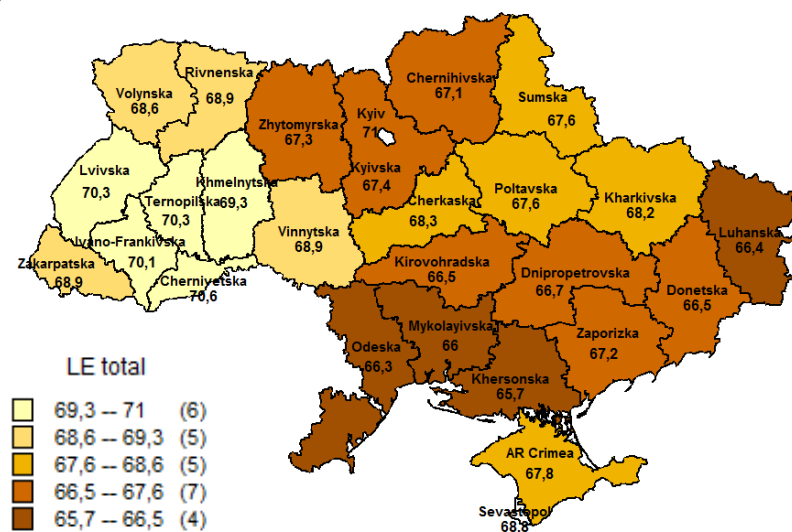 Chernihivska
67,1
Rivnenska
68,9
Volynska
68,6
Sumska
67,6
Zhytomyrska
67,3
Kyiv
71
Kyivska
67,4
Lvivska
70,3
Khmelnytska
69,3
Ternopilska
70,3
Cherkaska
68,3
Poltavska
67,6
Kharkivska
68,2
Luhanska
66,4
Vinnytska
68,9
Ivano-Frankivska
70,1
Zakarpatska
68,9
Chernivetska
70,6
Kirovohradska
66,5
Dnipropetrovska
66,7
Donetska
66,5
Odeska
66,3
Mykolayivska
66
Zaporizka
67,2
Khersonska
65,7
AR Crimea
67,8
Sevastopol
68,8
LE total
69,3 -- 71 (6)
68,6 -- 69,3 (5)
67,6 -- 68,6 (5)
66,5 -- 67,6 (7)
65,7 -- 66,5 (4)